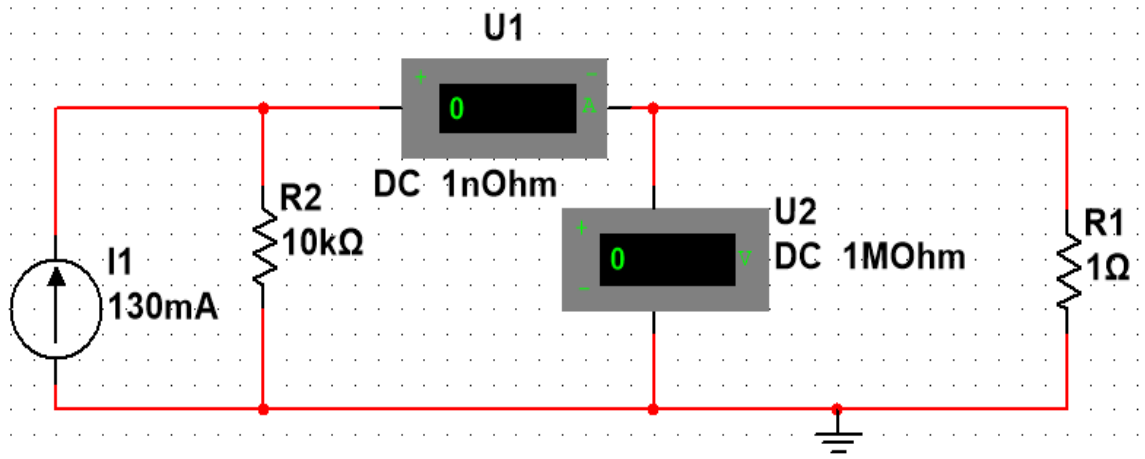 U1
+
−
0
A
DC 1nOhm
R2
10kΩ
I1
130mA
U2
DC 1MOhm
+
0
V
−
R1
1Ω